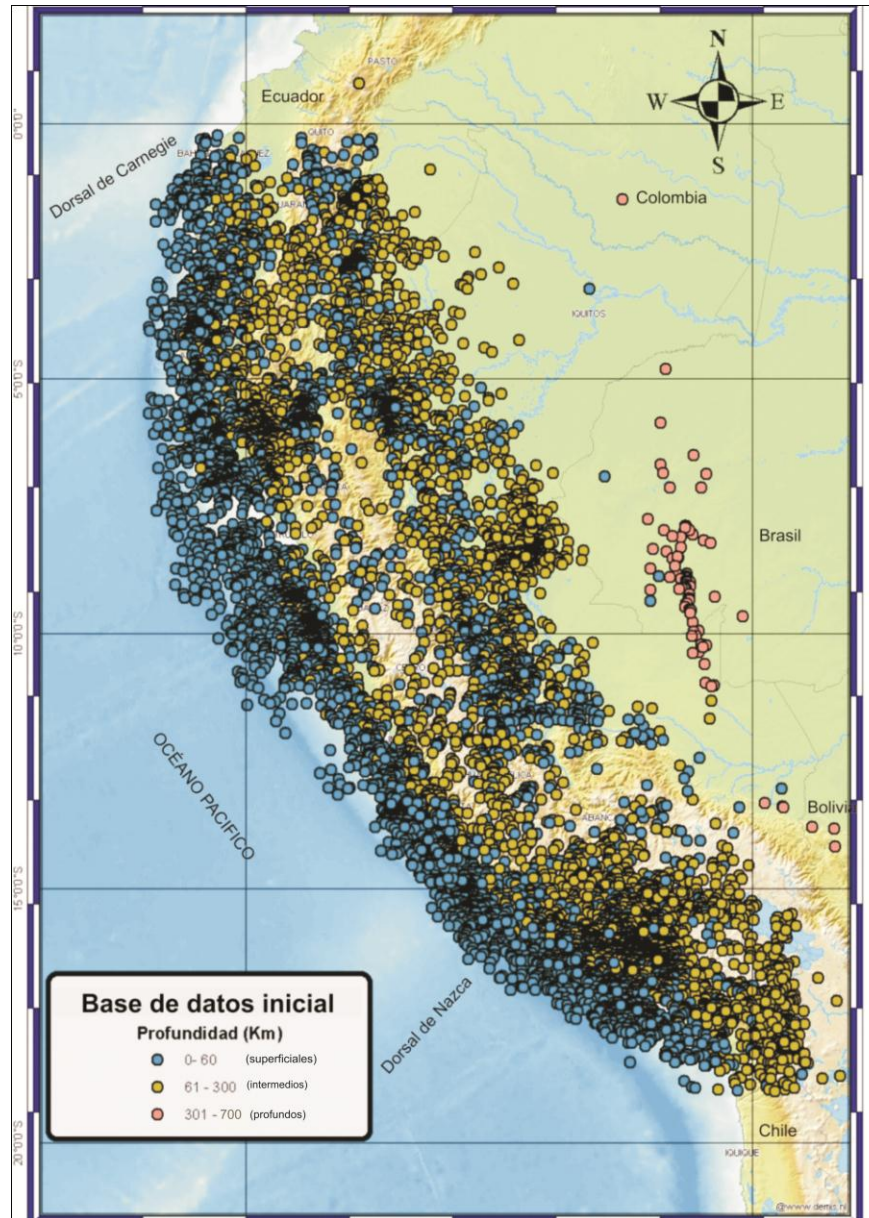 PASTO
N
Ecuador
W E
0°0'0"
QUITO
S
Dorsal de Carnegie
Colombia
IQUITOS
5°0'0"S
Brasil
10°0'0"S
OCÉANO PACIFICO
Bolivia
15°0'0"S
Dorsal de Nazca
Base de datos inicial
Profundidad (Km)
0- 60 (superficiales)
61 - 300 (intermedios)
301 - 700 (profundos)
Chile
20°0'0"S
IQUIQUE